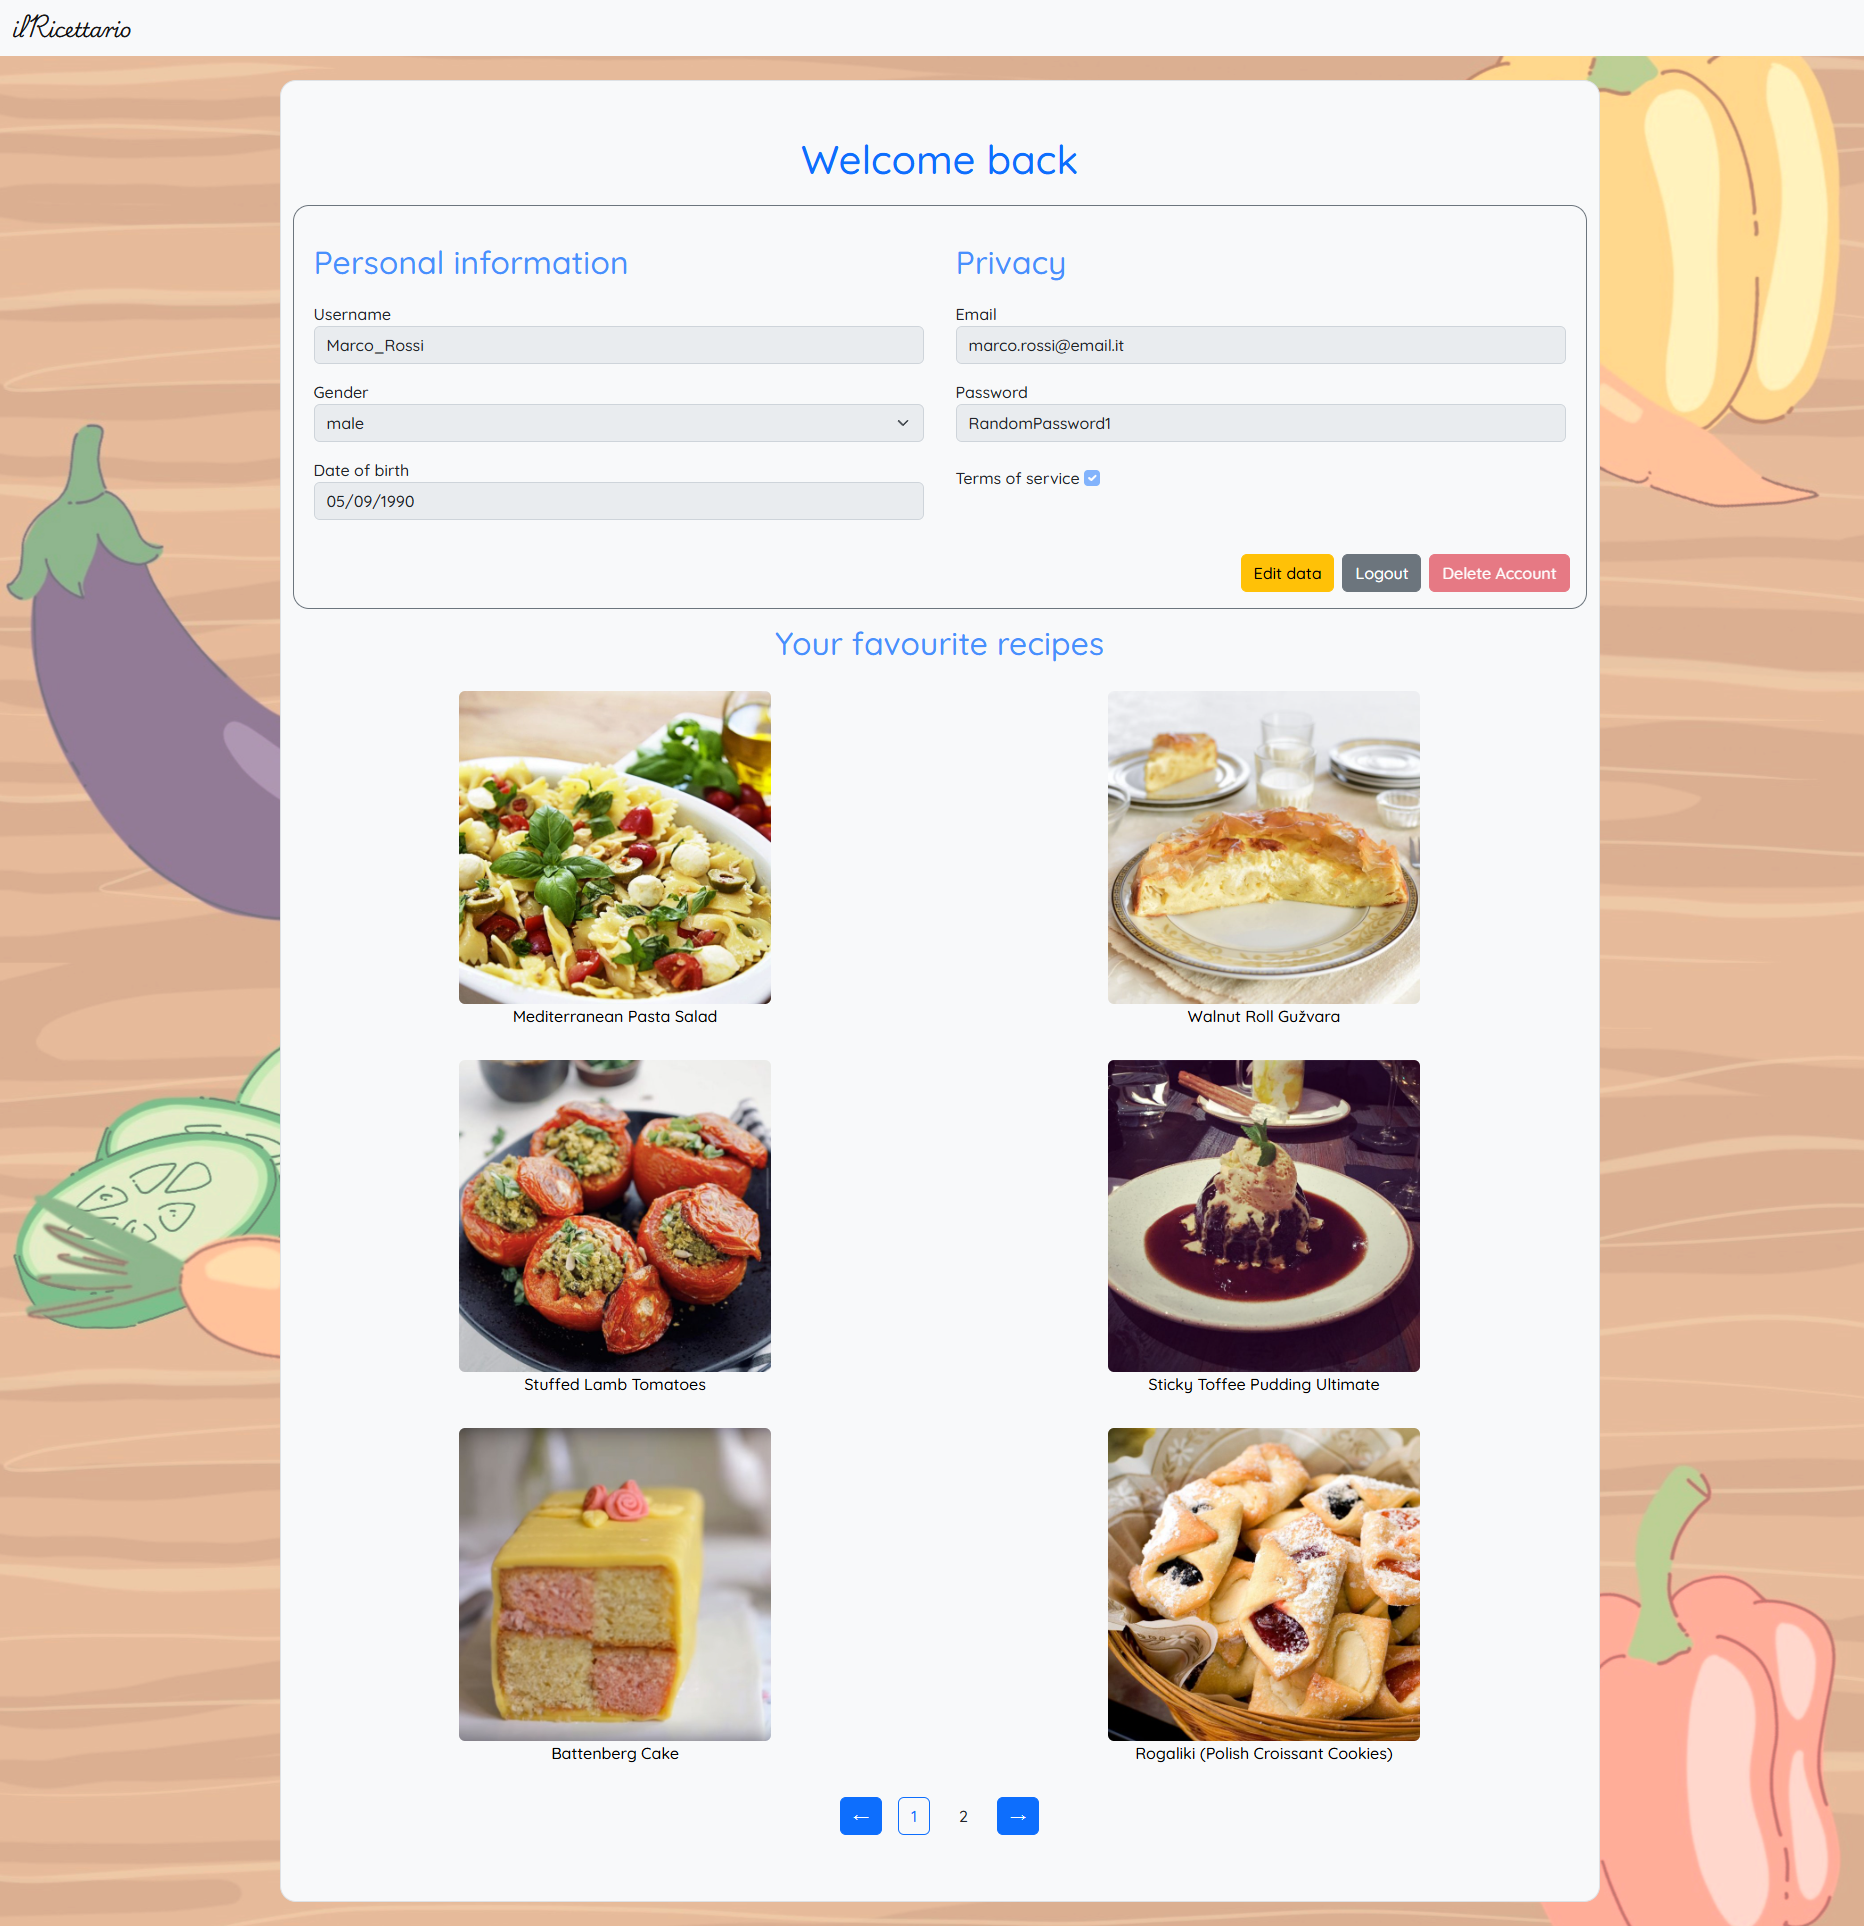 ilRicettario
Welcome back
Personal information
Username
Marco_Rossi
Gender
male
Date of birth
05/09/1990
Privacy
Email
marco.rossi@email.it
Password
RandomPassword1
Terms of service
Edit data
Logout
Delete Account
Your favourite recipes
Mediterranean Pasta Salad
Walnut Roll Gužvara
Stuffed Lamb Tomatoes
Sticky Toffee Pudding Ultimate
Battenberg Cake
Rogaliki (Polish Croissant Cookies)
← 1 2 →